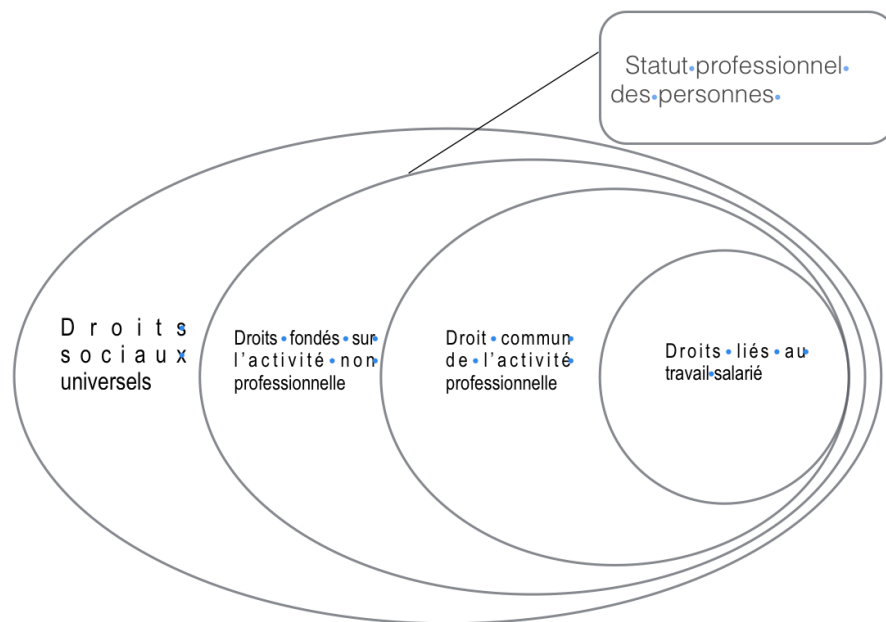 Statut professionnel
des personnes
Droits
sociaux
universels
Droits fondés sur
l'activité non
professionnelle
Droit commun
de l'activité
professionnelle
Droits liés au
travail salarié